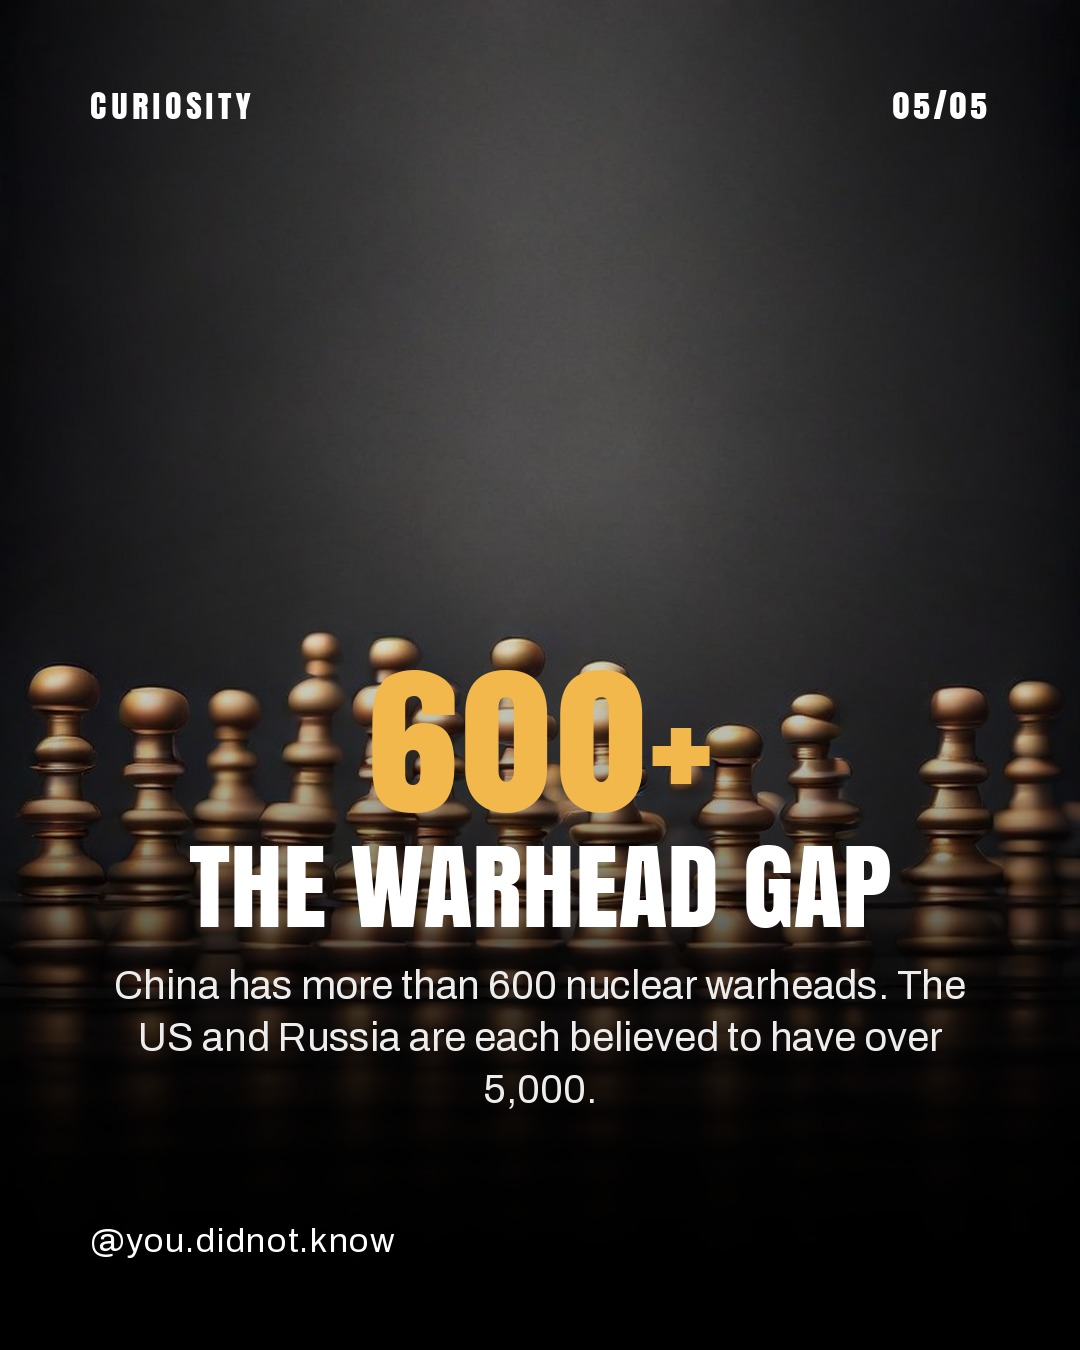 CURIOSITY
05/05
600+
THE WARHEAD GAP
China has more than 600 nuclear warheads. The
US and Russia are each believed to have over
5,000.
@you.didnot.know